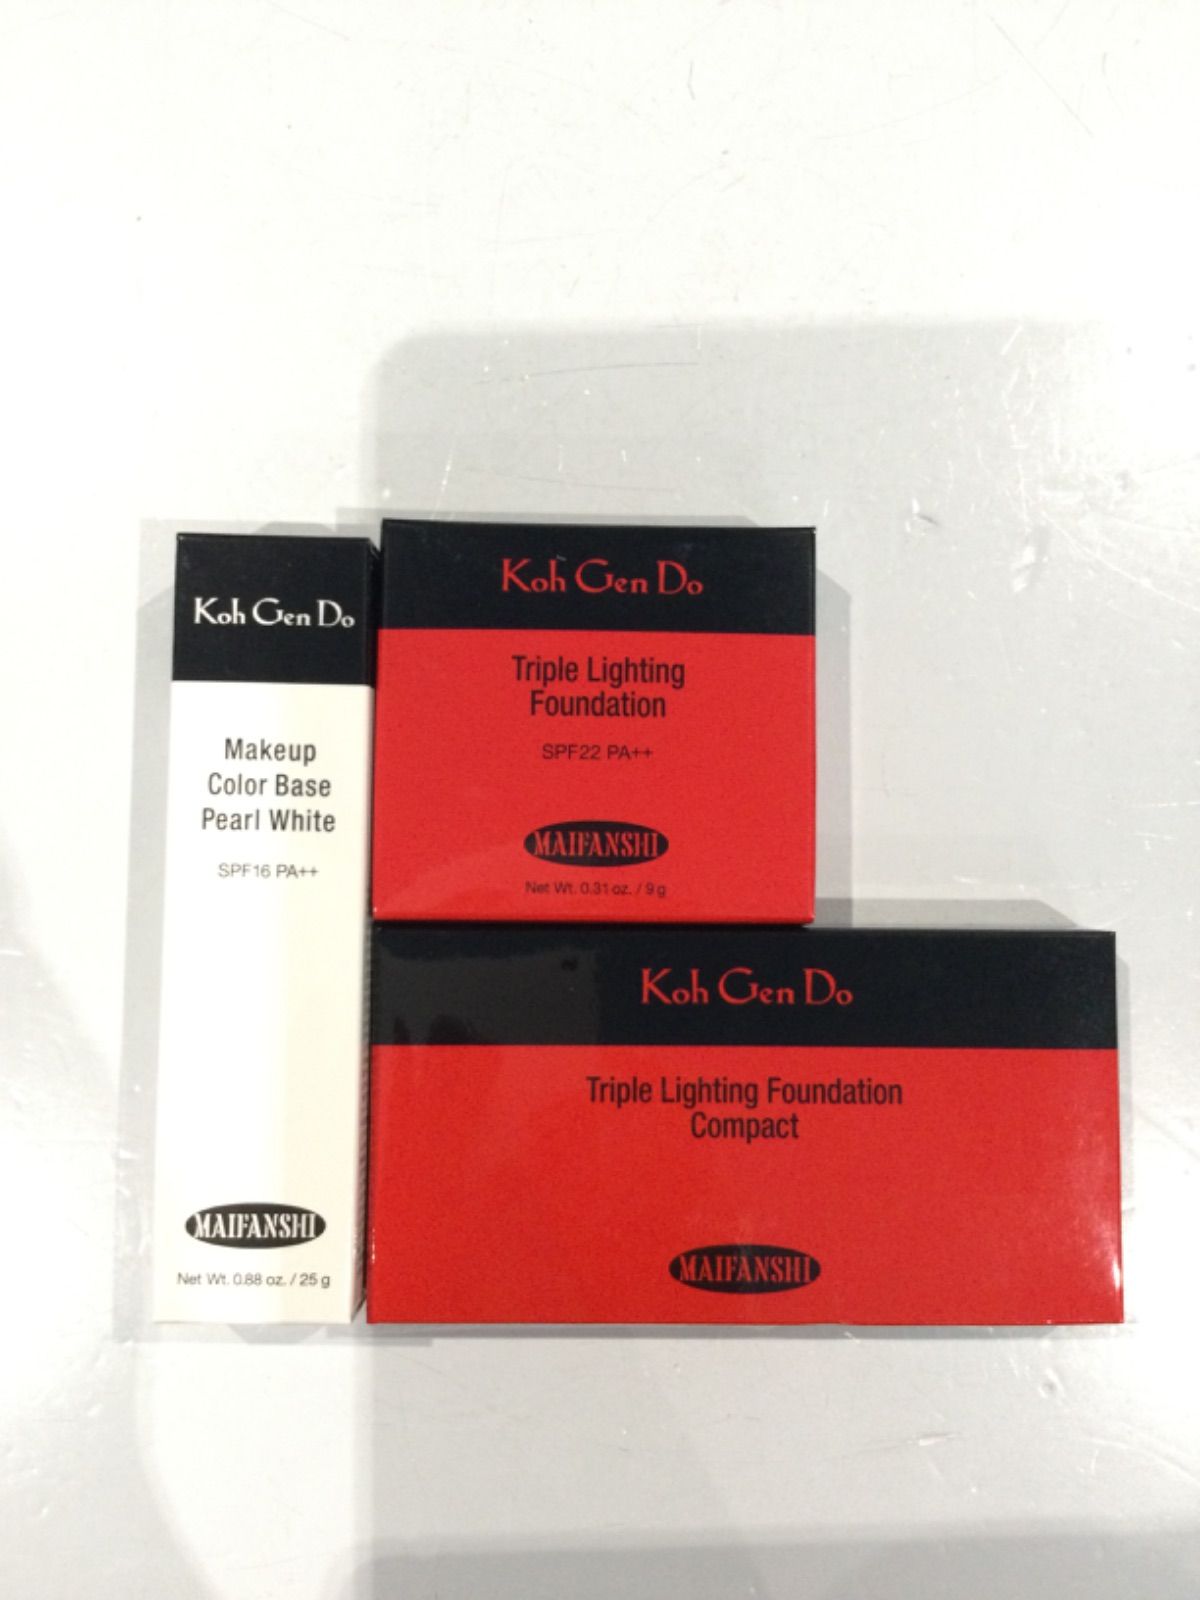 Koh Gen Do
Makeup
Color Base
Pearl White
SPF16 PA++
MAIFANSHI
Net Wt. 0.88 oz. / 25 g
Koh Gen Do
Triple Lighting
Foundation
SPF22 PA++
MAIFANSHI
Net Wt. 0.31 oz. / 9 g
Koh Gen Do
Triple Lighting Foundation
Compact
MAIFANSHI